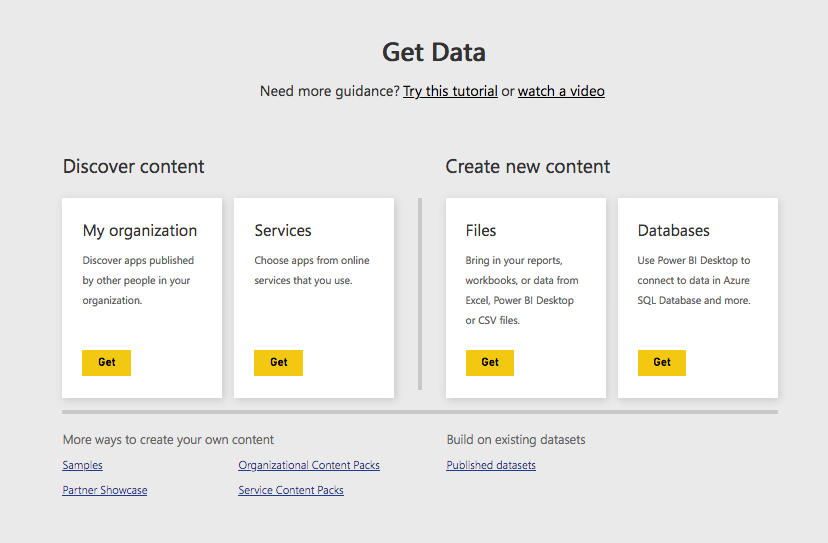 Get Data
Need more guidance? Try this tutorial or watch a video
Discover content
My organization
Discover apps published
by other people in your
organization.
Get
Services
Choose apps from online
services that you use.
Get
Create new content
Files
Bring in your reports,
workbooks, or data from
Excel, Power BI Desktop
or CSV files.
Get
Databases
Use Power BI Desktop to
connect to data in Azure
SQL Database and more.
Get
More ways to create your own content
Samples
Organizational Content Packs
Partner Showcase
Service Content Packs
Build on existing datasets
Published datasets